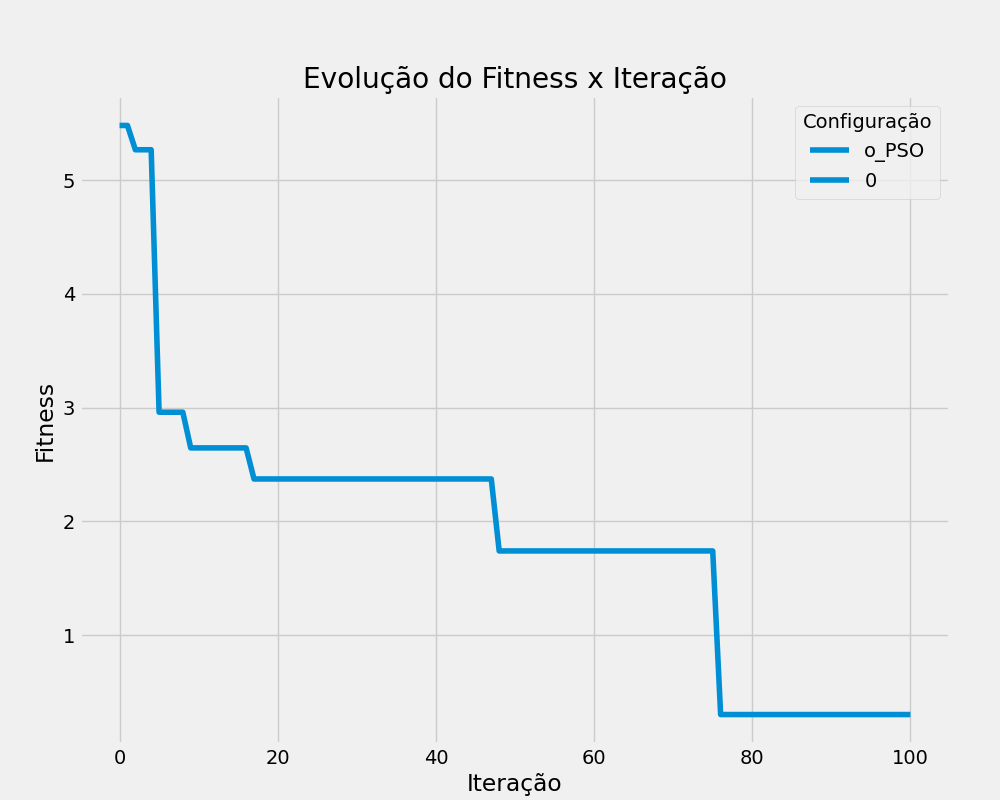 Evolução do Fitness x Iteração
Configuração
o_PSO
0
Fitness
5
4
3
2
1
0 20 40 60 80 100
Iteração